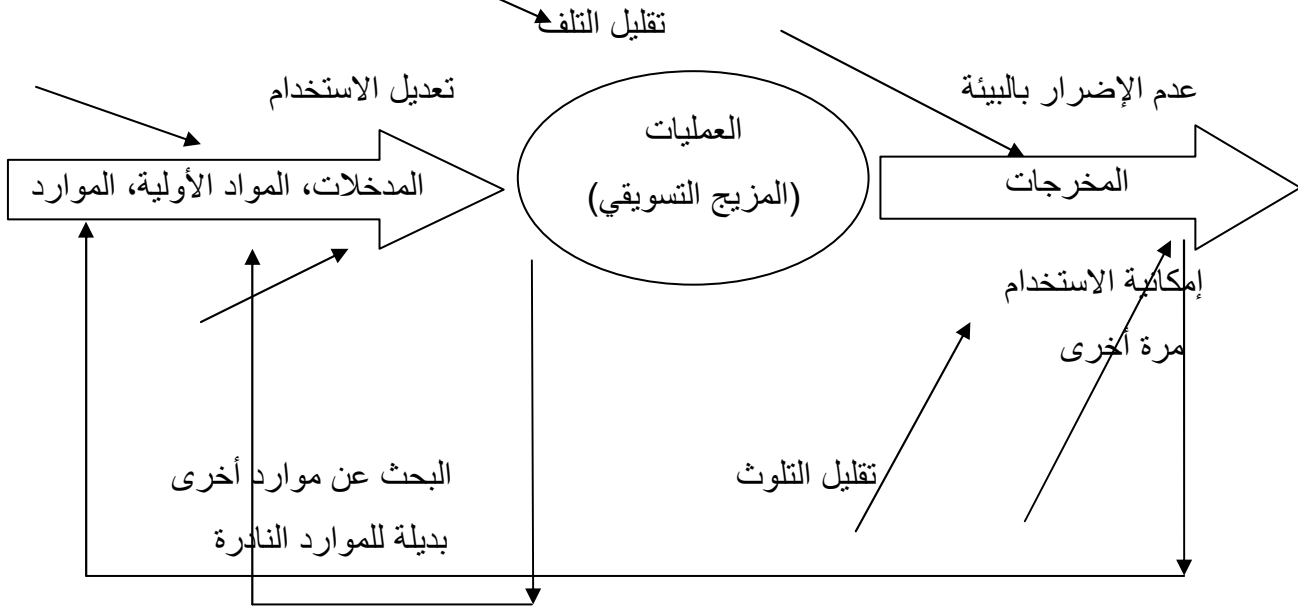 تقليل التلف
تعديل الاستخدام
عدم الإضرار بالبيئة
المدخلات، المواد الأولية، الموارد
العمليات
(المزيج التسويقي)
المخرجات
إمكانية الاستخدام
مرة أخرى
البحث عن موارد أخرى
بديلة للموارد النادرة
تقليل التلوث